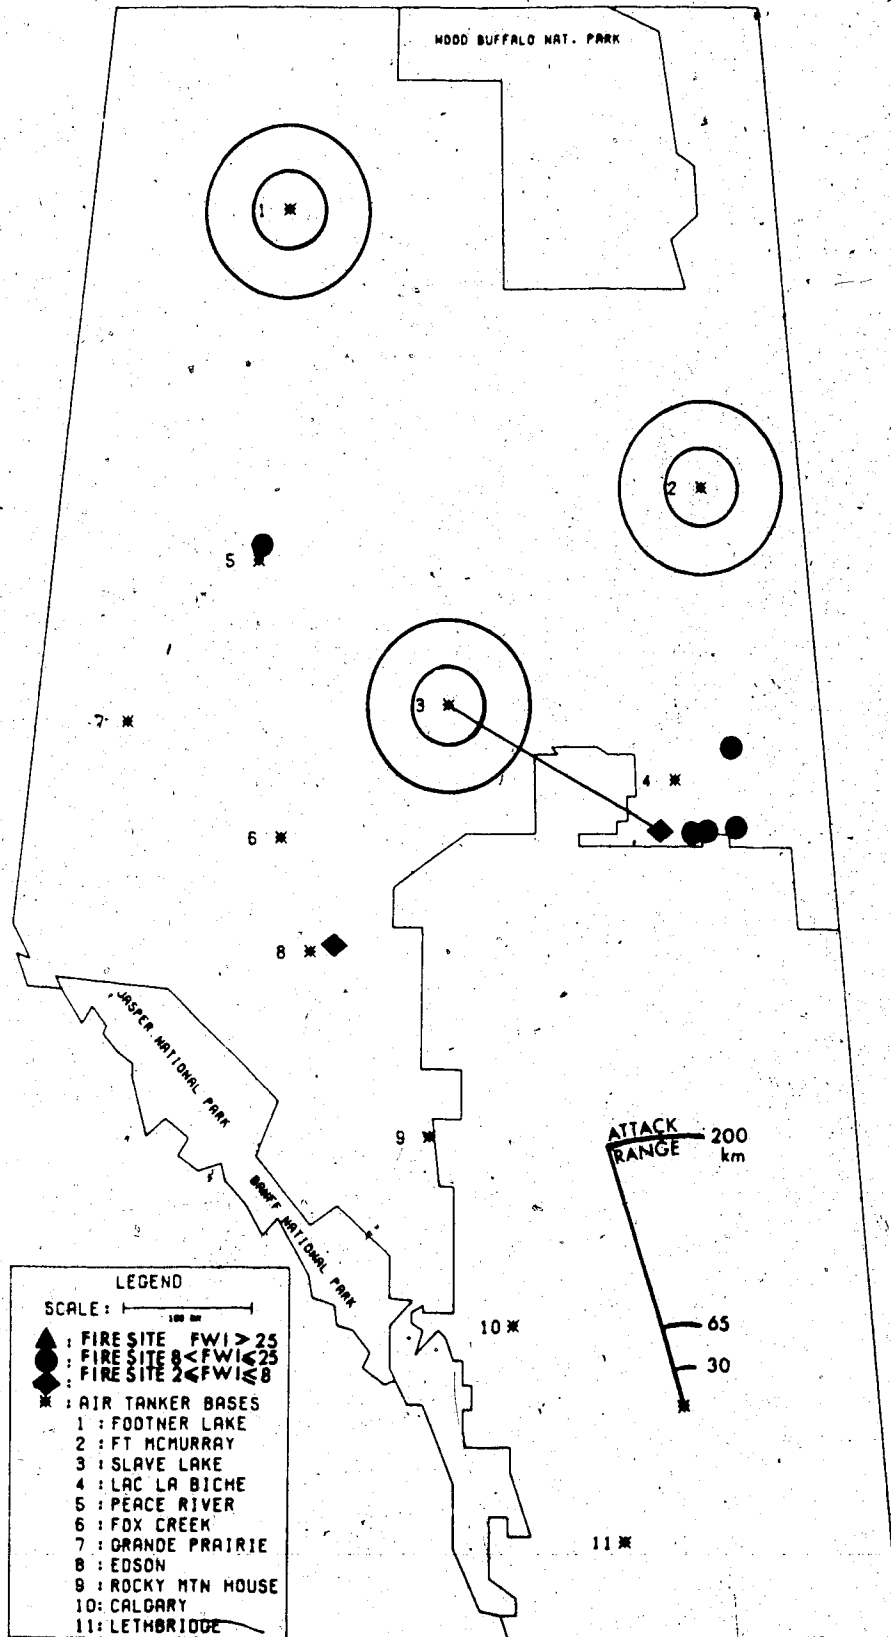 WOOD BUFFALO NAT. PARK
1
2
5
3
7
4
6
8
JASPER NATIONAL PARK
9
ATTACK RANGE
200 km
BANFF NATIONAL PARK
10
65
30
11
LEGEND
SCALE: 100 KM
: FIRE SITE FWI > 25
: FIRE SITE 8 < FWI ≤ 25
: FIRE SITE 2 ≤ FWI ≤ 8
: AIR TANKER BASES
1 : FOOTNER LAKE
2 : FT MCMURRAY
3 : SLAVE LAKE
4 : LAC LA BICHE
5 : PEACE RIVER
6 : FOX CREEK
7 : GRANDE PRAIRIE
8 : EDSON
9 : ROCKY MTN HOUSE
10: CALGARY
11: LETHBRIDGE